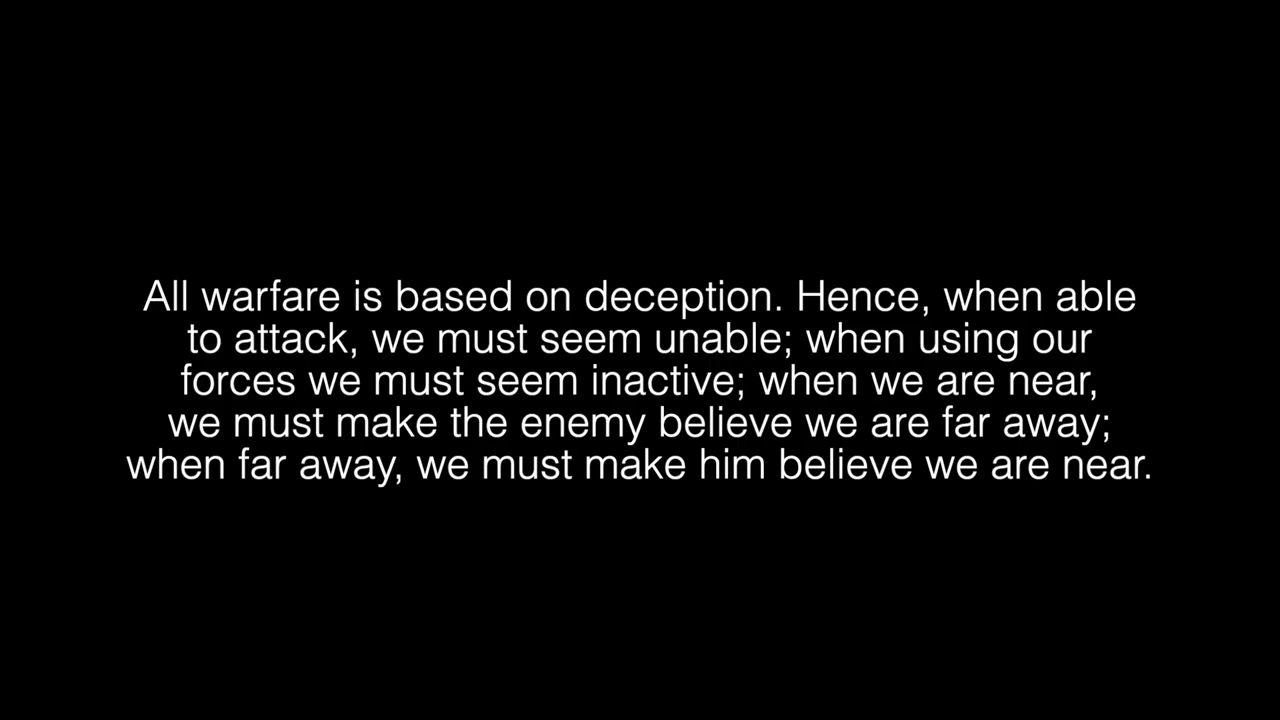 All warfare is based on deception. Hence, when able
to attack, we must seem unable; when using our
forces we must seem inactive; when we are near,
we must make the enemy believe we are far away;
when far away, we must make him believe we are near.